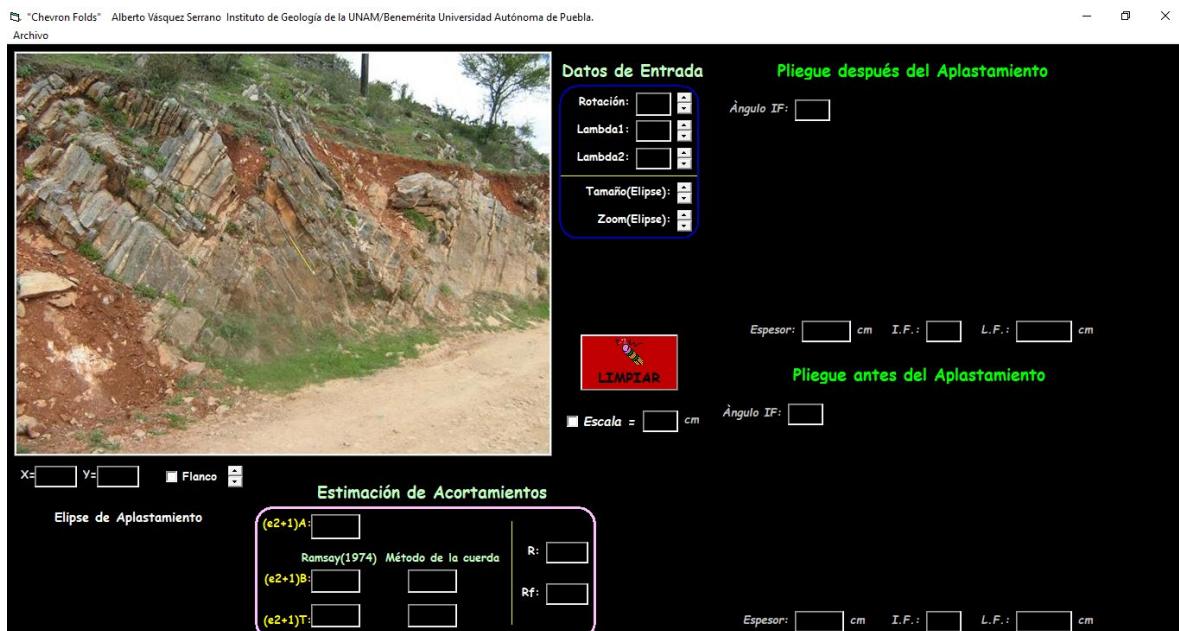 "Chevron Folds" Alberto Vásquez Serrano Instituto de Geología de la UNAM/Benemérita Universidad Autónoma de Puebla.
Archivo
Datos de Entrada
Rotación:
Lambda1:
Lambda2:
Tamaño(Elipse):
Zoom(Elipse):
LIMPIAR
Escala = cm
Pliegue después del Aplastamiento
Àngulo IF:
Espesor: cm I.F.: L.F.: cm
Pliegue antes del Aplastamiento
Àngulo IF:
Espesor: cm I.F.: L.F.: cm
X= Y= Flanco
Elipse de Aplastamiento
Estimación de Acortamientos
(e2+1)A:
Ramsay(1974) Método de la cuerda
(e2+1)B:
(e2+1)T:
R:
Rf: